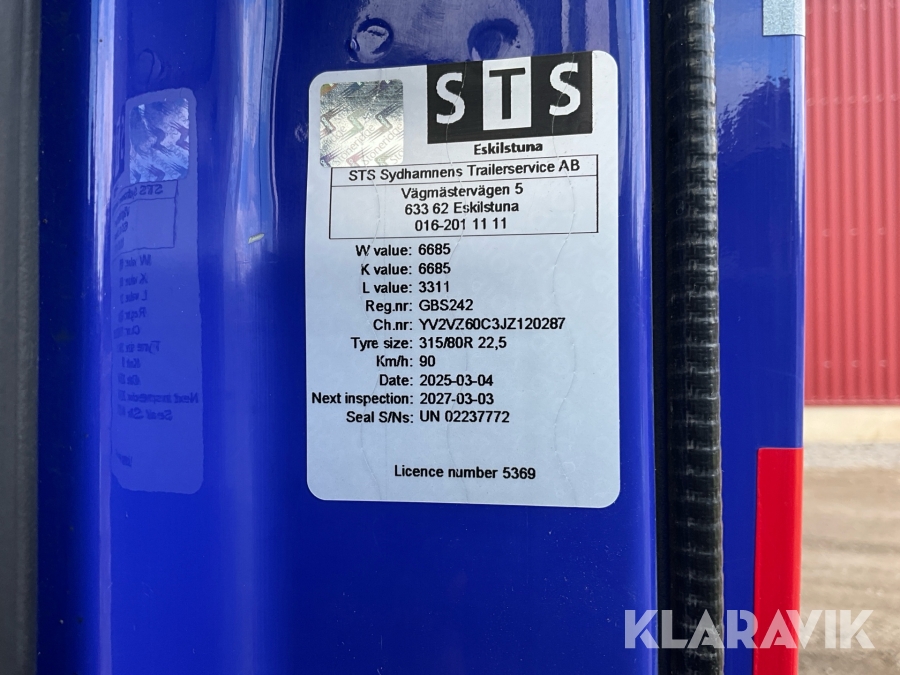 STS
Eskilstuna
STS Sydhamnens Trailerservice AB
Vägmästervägen 5
633 62 Eskilstuna
016-201 11 11
W value: 6685
K value: 6685
L value: 3311
Reg.nr: GBS242
Ch.nr: YV2VZ60C3JZ120287
Tyre size: 315/80R 22,5
Km/h: 90
Date: 2025-03-04
Next inspection: 2027-03-03
Seal S/Ns: UN 02237772
Licence number 5369
KLARAVIK